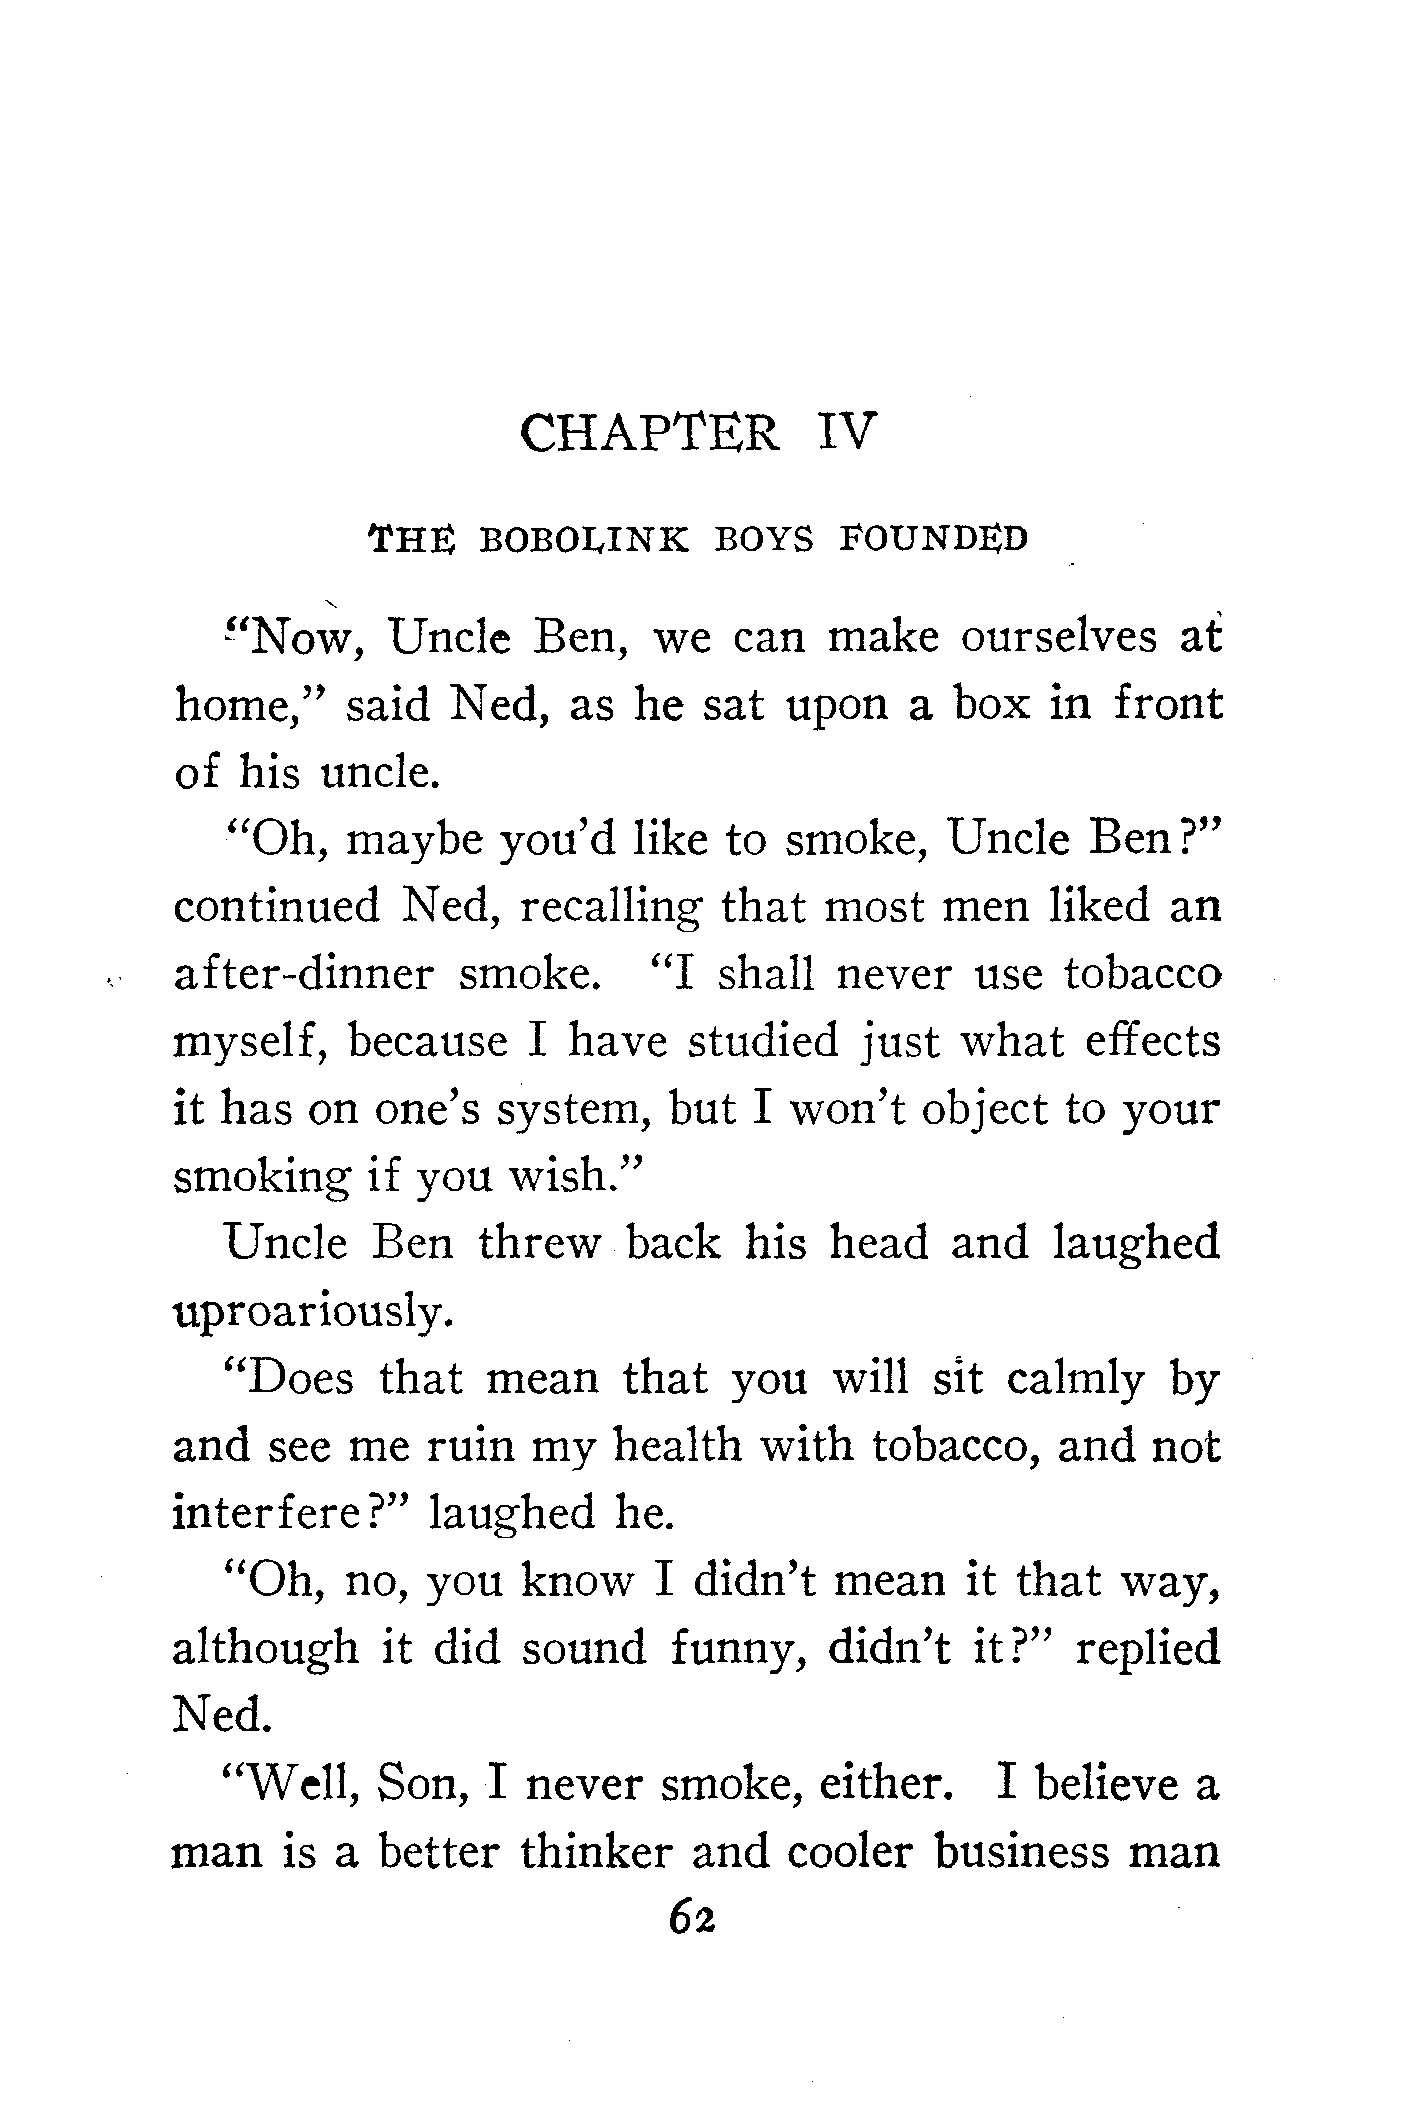 CHAPTER IV
THE BOBOLINK BOYS FOUNDED
“Now, Uncle Ben, we can make ourselves at
home,” said Ned, as he sat upon a box in front
of his uncle.
“Oh, maybe you’d like to smoke, Uncle Ben?”
continued Ned, recalling that most men liked an
after-dinner smoke. “I shall never use tobacco
myself, because I have studied just what effects
it has on one’s system, but I won’t object to your
smoking if you wish.”
Uncle Ben threw back his head and laughed
uproariously.
“Does that mean that you will sit calmly by
and see me ruin my health with tobacco, and not
interfere?” laughed he.
“Oh, no, you know I didn’t mean it that way,
although it did sound funny, didn’t it?” replied
Ned.
“Well, Son, I never smoke, either. I believe a
man is a better thinker and cooler business man
62